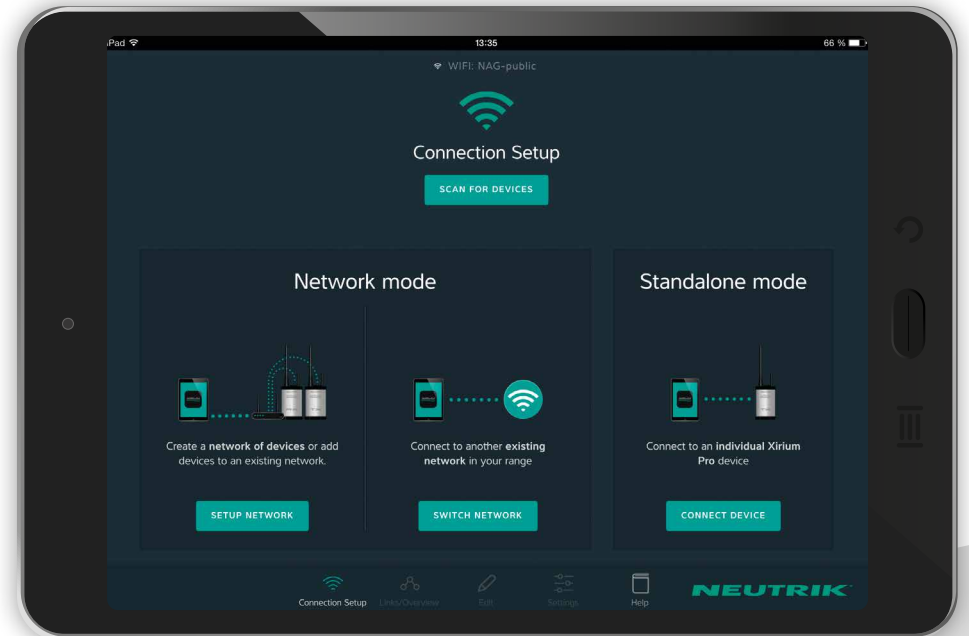 iPad
13:35
66 %
WIFI: NAG-public
Connection Setup
SCAN FOR DEVICES
Network mode
Create a network of devices or add
devices to an existing network.
SETUP NETWORK
Connect to another existing
network in your range
SWITCH NETWORK
Standalone mode
Connect to an individual Xirium
Pro device
CONNECT DEVICE
Connection Setup
Links/Overview
Edit
Settings
Help
NEUTRIK